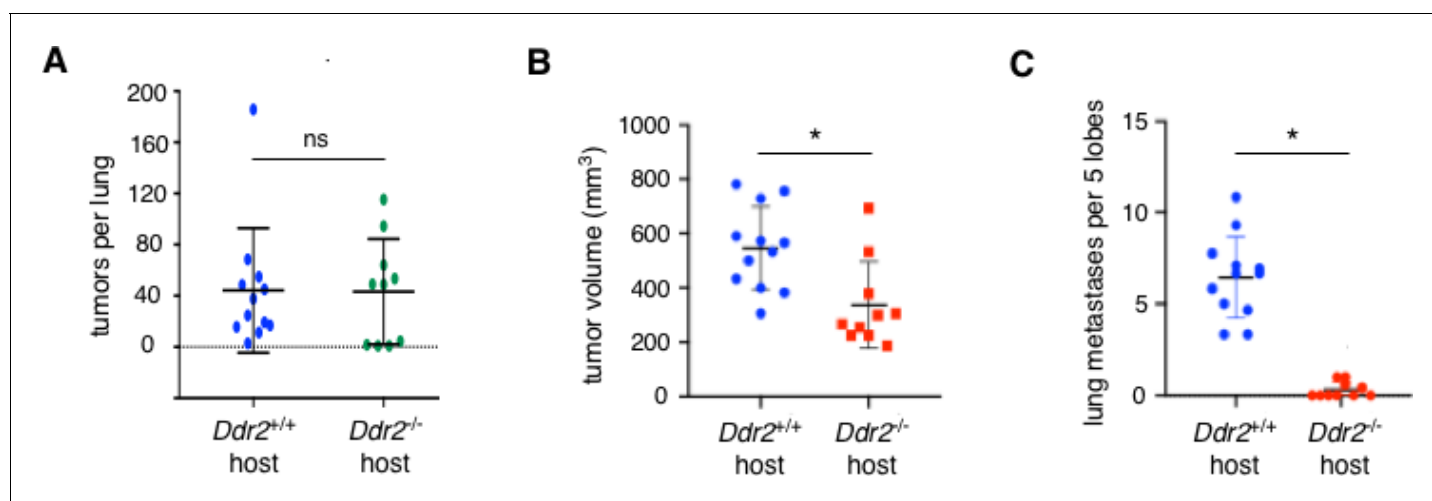 A
tumors per lung
200
160
120
80
40
0
ns
Ddr2+/+
host
Ddr2-/-
host
B
tumor volume (mm3)
1000
800
600
400
200
0
*
Ddr2+/+
host
Ddr2-/-
host
C
lung metastases per 5 lobes
15
10
5
0
*
Ddr2+/+
host
Ddr2-/-
host